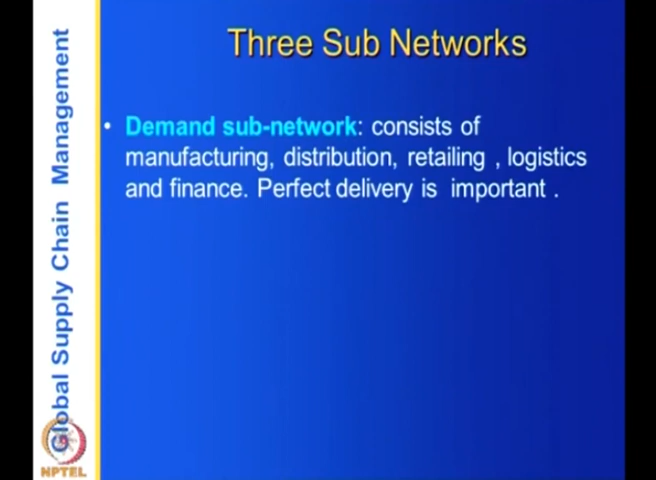 Three Sub Networks
• Demand sub-network: consists of
manufacturing, distribution, retailing , logistics
and finance. Perfect delivery is important .
Global Supply Chain Management
NPTEL